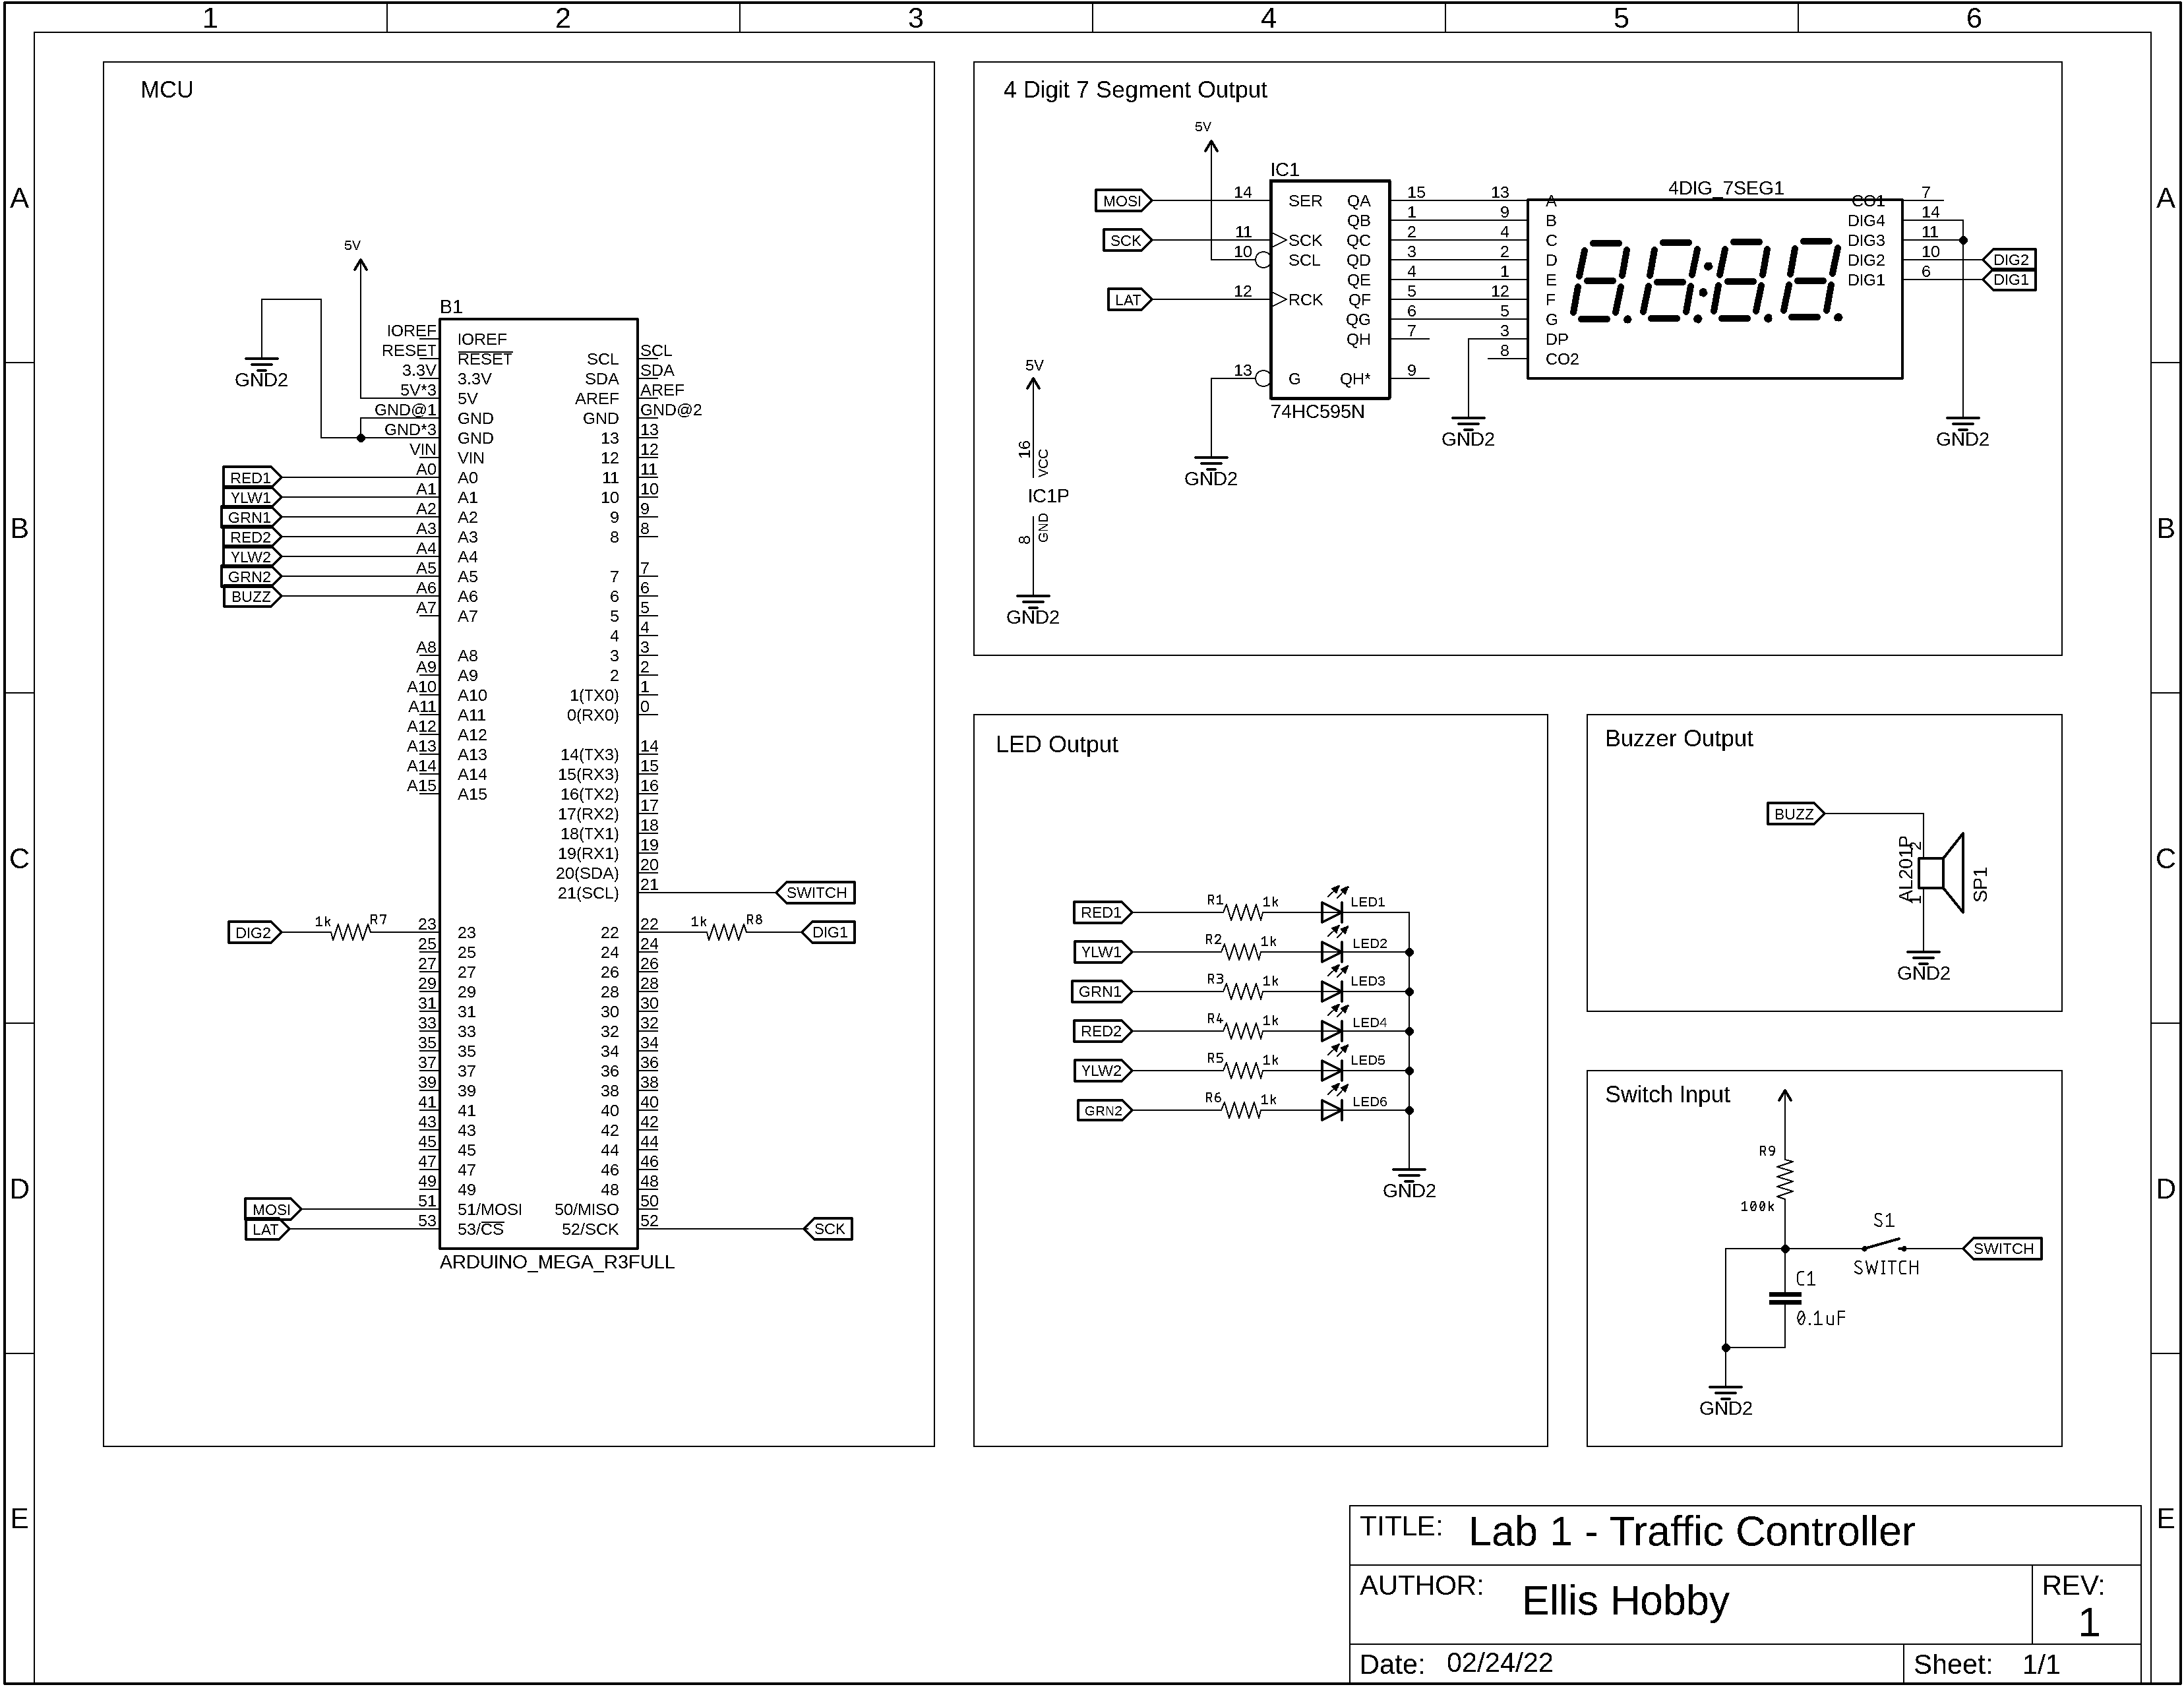 1 2 3 4 5 6
A A
B B
C C
D D
E E
MCU
5V
GND2
B1
IOREF IOREF
RESET RESET SCL SCL
3.3V 3.3V SDA SDA
5V*3 5V AREF AREF
GND@1 GND GND GND@2
GND*3 GND 13 13
VIN VIN 12 12
RED1 A0 A0 11 11
YLW1 A1 A1 10 10
GRN1 A2 A2 9 9
RED2 A3 A3 8 8
YLW2 A4 A4
GRN2 A5 A5 7 7
BUZZ A6 A6 6 6
A7 A7 5 5
4 4
A8 A8 3 3
A9 A9 2 2
A10 A10 1(TX0) 1
A11 A11 0(RX0) 0
A12 A12
A13 A13 14(TX3) 14
A14 A14 15(RX3) 15
A15 A15 16(TX2) 16
17(RX2) 17
18(TX1) 18
19(RX1) 19
20(SDA) 20
21(SCL) 21 SWITCH
DIG2 1k R7 23 23 22 22 1k R8 DIG1
25 25 24 24
27 27 26 26
29 29 28 28
31 31 30 30
33 33 32 32
35 35 34 34
37 37 36 36
39 39 38 38
41 41 40 40
43 43 42 42
45 45 44 44
47 47 46 46
49 49 48 48
MOSI 51 51/MOSI 50/MISO 50
LAT 53 53/CS 52/SCK 52 SCK
ARDUINO_MEGA_R3FULL
4 Digit 7 Segment Output
5V
IC1
4DIG_7SEG1
MOSI 14 SER QA 15 13 A CO1 7
QB 1 9 B DIG4 14
SCK 11 SCK QC 2 4 C DIG3 11
10 SCL QD 3 2 D DIG2 10 DIG2
QE 4 1 E DIG1 6 DIG1
LAT 12 RCK QF 5 12 F
QG 6 5 G
QH 7 3 DP
8 CO2
13 G QH* 9
74HC595N
GND2
GND2
GND2
5V
16 VCC
IC1P
8 GND
GND2
LED Output
RED1 R1 1k LED1
YLW1 R2 1k LED2
GRN1 R3 1k LED3
RED2 R4 1k LED4
YLW2 R5 1k LED5
GRN2 R6 1k LED6
GND2
Buzzer Output
BUZZ
AL201P
2
1
SP1
GND2
Switch Input
R9
100k
S1
SWITCH
SWITCH
C1
0.1uF
GND2
TITLE: Lab 1 - Traffic Controller
AUTHOR: Ellis Hobby
REV:
1
Date: 02/24/22
Sheet: 1/1